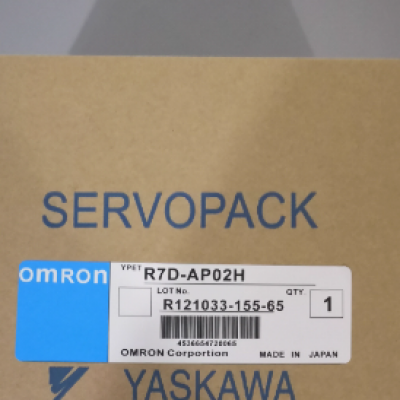 SERVOPACK
omron
YPET R7D-AP02H
LOT No. QTY.
R121033-155-65 1
4536654728065
OMRON Corportion MADE IN JAPAN
YASKAWA